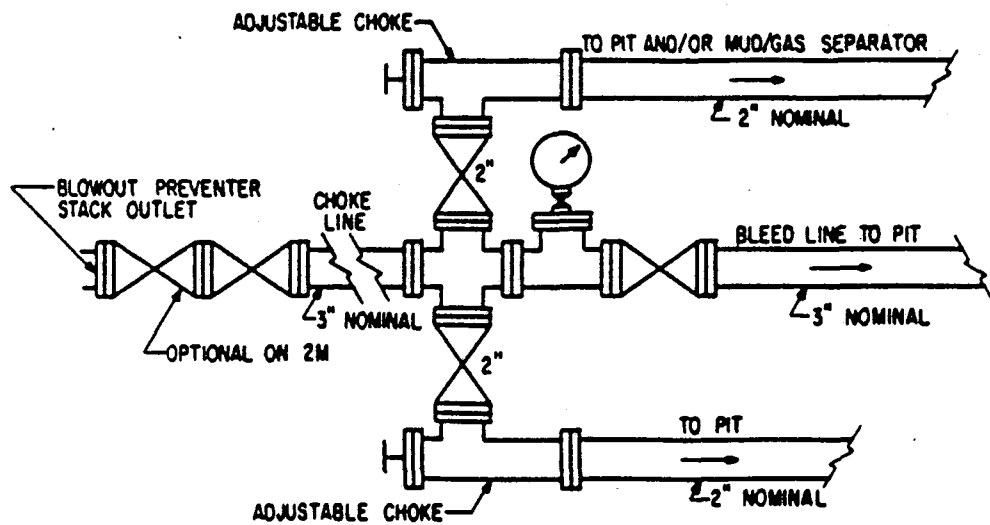 ADJUSTABLE CHOKE
TO PIT AND/OR MUD/GAS SEPARATOR
2" NOMINAL
2"
BLOWOUT PREVENTER
STACK OUTLET
CHOKE
LINE
BLEED LINE TO PIT
3" NOMINAL
3" NOMINAL
OPTIONAL ON 2M
2"
TO PIT
2" NOMINAL
ADJUSTABLE CHOKE